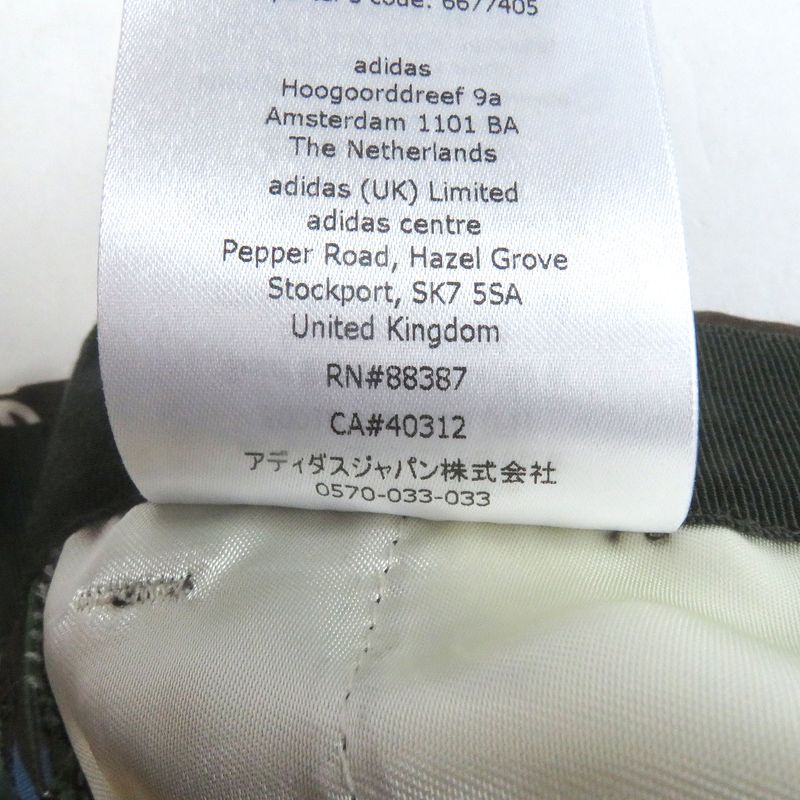 code: 6677405
adidas
Hoogoorddreef 9a
Amsterdam 1101 BA
The Netherlands
adidas (UK) Limited
adidas centre
Pepper Road, Hazel Grove
Stockport, SK7 5SA
United Kingdom
RN#88387
CA#40312
アディダスジャパン株式会社
0570-033-033